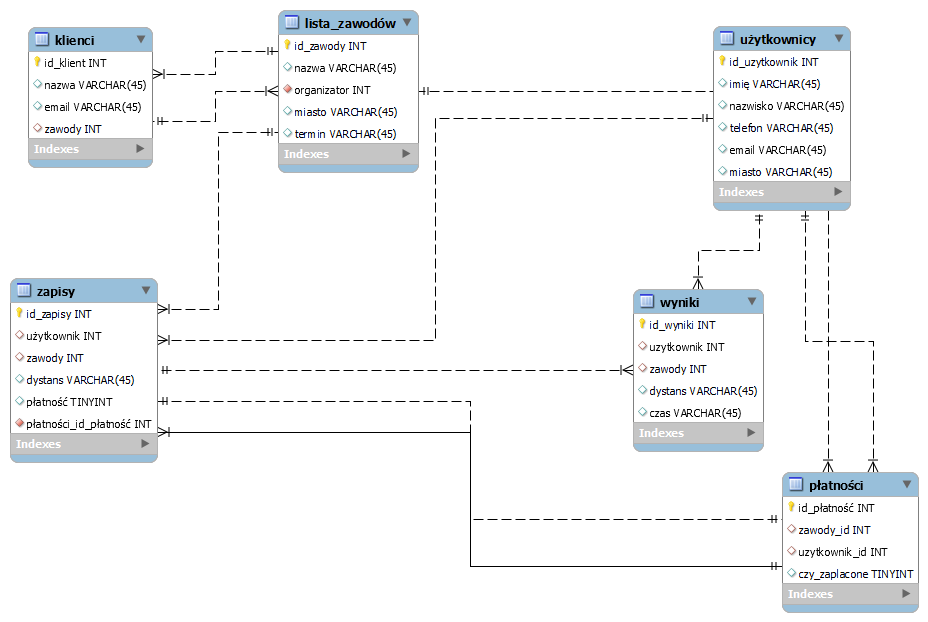 klienci
id_klient INT
nazwa VARCHAR(45)
email VARCHAR(45)
zawody INT
Indexes
lista_zawodów
id_zawody INT
nazwa VARCHAR(45)
organizator INT
miasto VARCHAR(45)
termin VARCHAR(45)
Indexes
użytkownicy
id_uzytkownik INT
imię VARCHAR(45)
nazwisko VARCHAR(45)
telefon VARCHAR(45)
email VARCHAR(45)
miasto VARCHAR(45)
Indexes
zapisy
id_zapisy INT
użytkownik INT
zawody INT
dystans VARCHAR(45)
płatność TINYINT
płatności_id_płatność INT
Indexes
wyniki
id_wyniki INT
uzytkownik INT
zawody INT
dystans VARCHAR(45)
czas VARCHAR(45)
Indexes
płatności
id_płatność INT
zawody_id INT
uzytkownik_id INT
czy_zaplacone TINYINT
Indexes